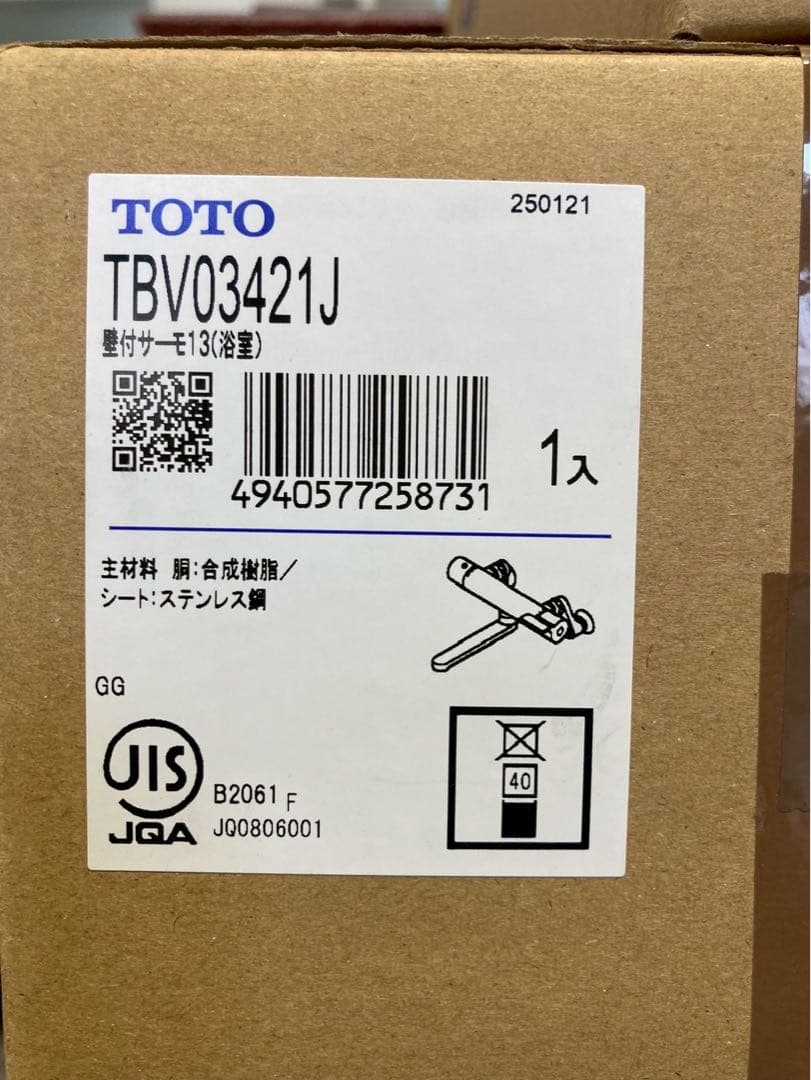 TOTO
250121
TBV03421J
壁付サーモ13(浴室)
4940577258731
1入
主材料 胴:合成樹脂/
シート:ステンレス鋼
GG
JIS
JQA
B2061 F
JQ0806001
40